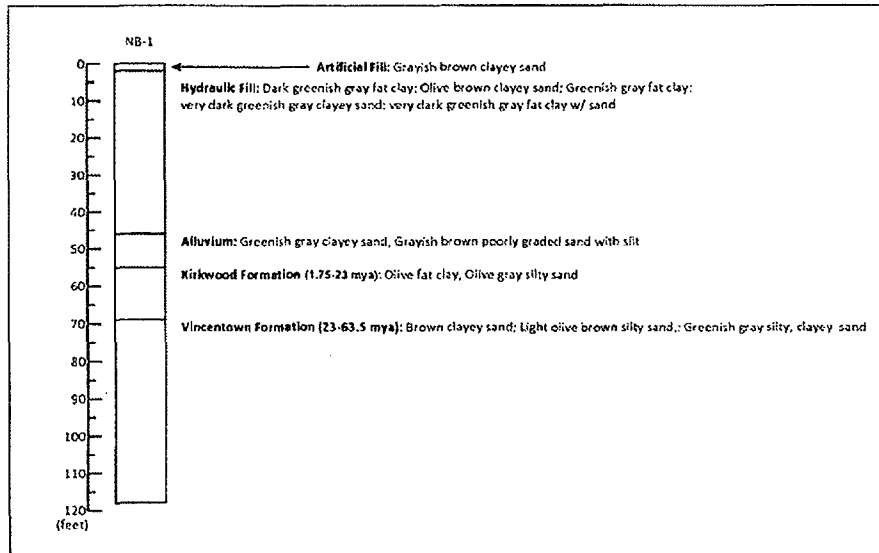 NB-1
0
Artificial Fill: Grayish brown clayey sand
Hydraulic Fill: Dark greenish gray fat clay; Olive brown clayey sand; Greenish gray fat clay;
10
very dark greenish gray clayey sand; very dark greenish gray fat clay w/ sand
20
30
40
Alluvium: Greenish gray clayey sand, Grayish brown poorly graded sand with silt
50
Kirkwood Formation (1.75-23 mya): Olive fat clay, Olive gray silty sand
60
70
Vincentown Formation (23-63.5 mya): Brown clayey sand; Light olive brown silty sand,; Greenish gray silty, clayey sand
80
90
100
110
120
(feet)